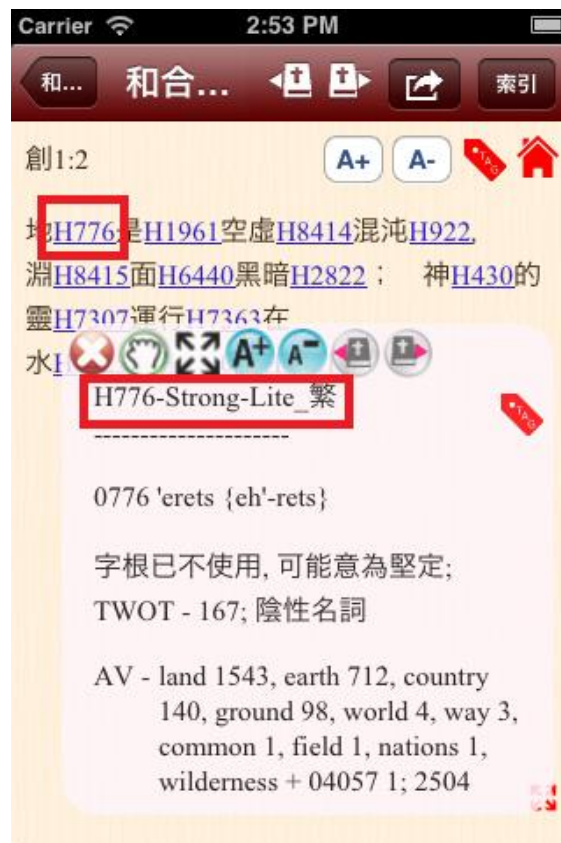 Carrier 2:53 PM
和... 和合... 索引
創1:2 A+ A- TAG
地H776是H1961空虛H8414混沌H922,
淵H8415面H6440黑暗H2822； 神H430的
靈H7307運行H7363在
水
A+ A-
H776-Strong-Lite_繁
TAG
---------------------
0776 'erets {eh'-rets}
字根已不使用, 可能意為堅定;
TWOT - 167; 陰性名詞
AV - land 1543, earth 712, country
140, ground 98, world 4, way 3,
common 1, field 1, nations 1,
wilderness + 04057 1; 2504